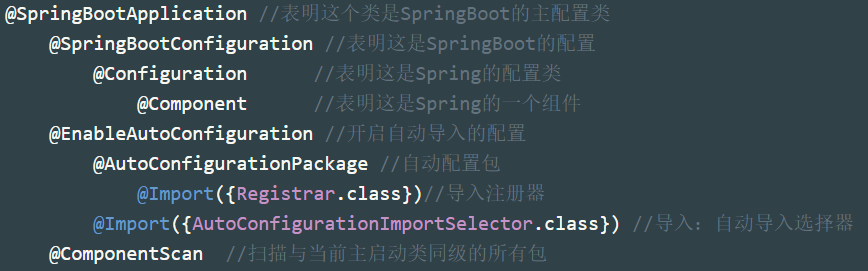 @SpringBootApplication //表明这个类是SpringBoot的主配置类
@SpringBootConfiguration //表明这是SpringBoot的配置
@Configuration //表明这是Spring的配置类
@Component //表明这是Spring的一个组件
@EnableAutoConfiguration //开启自动导入的配置
@AutoConfigurationPackage //自动配置包
@Import({Registrar.class})//导入注册器
@Import({AutoConfigurationImportSelector.class}) //导入: 自动导入选择器
@ComponentScan //扫描与当前主启动类同级的所有包